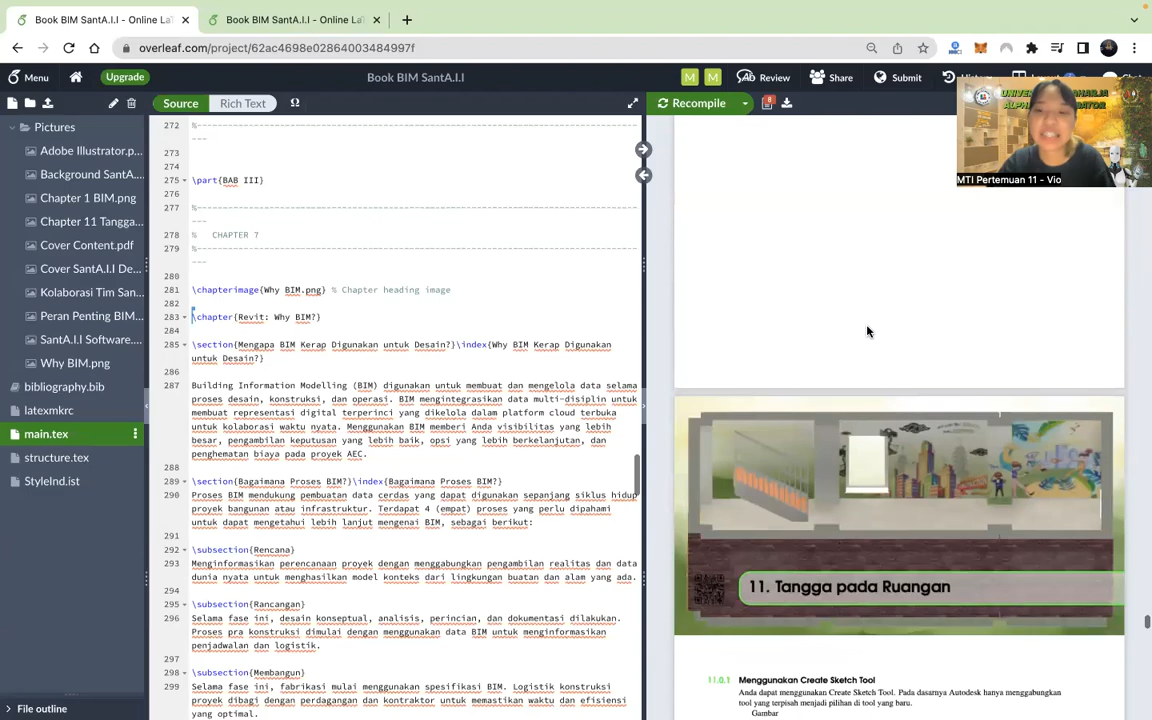 Book BIM SantA.I.I - Online La
Book BIM SantA.I.I - Online La
overleaf.com/project/62ac4698e02864003484997f
Menu
Upgrade
Book BIM SantA.I.I
M
M
Review
Share
Submit
Source
Rich Text
Ω
Recompile
8
Pictures
Adobe Illustrator.p...
Background SantA....
Chapter 1 BIM.png
Chapter 11 Tangga...
Cover Content.pdf
Cover SantA.I.I De...
Kolaborasi Tim San...
Peran Penting BIM...
SantA.I.I Software....
Why BIM.png
bibliography.bib
latexmkrc
main.tex
structure.tex
StyleInd.ist
File outline
272 %---------------------------------------------------------------------------
---
273
274
275 \part{BAB III}
276
277 %---------------------------------------------------------------------------
---
278 % CHAPTER 7
279 %---------------------------------------------------------------------------
---
280
281 \chapterimage{Why BIM.png} % Chapter heading image
282
283 \chapter{Revit: Why BIM?}
284
285 \section{Mengapa BIM Kerap Digunakan untuk Desain?}\index{Why BIM Kerap Digunakan
untuk Desain?}
286
287 Building Information Modelling (BIM) digunakan untuk membuat dan mengelola data selama
proses desain, konstruksi, dan operasi. BIM mengintegrasikan data multi-disiplin untuk
membuat representasi digital terperinci yang dikelola dalam platform cloud terbuka
untuk kolaborasi waktu nyata. Menggunakan BIM memberi Anda visibilitas yang lebih
besar, pengambilan keputusan yang lebih baik, opsi yang lebih berkelanjutan, dan
penghematan biaya pada proyek AEC.
288
289 \section{Bagaimana Proses BIM?}\index{Bagaimana Proses BIM?}
290 Proses BIM mendukung pembuatan data cerdas yang dapat digunakan sepanjang siklus hidup
proyek bangunan atau infrastruktur. Terdapat 4 (empat) proses yang perlu dipahami
untuk dapat mengetahui lebih lanjut mengenai BIM, sebagai berikut:
291
292 \subsection{Rencana}
293 Menginformasikan perencanaan proyek dengan menggabungkan pengambilan realitas dan data
dunia nyata untuk menghasilkan model konteks dari lingkungan buatan dan alam yang ada.
294
295 \subsection{Rancangan}
296 Selama fase ini, desain konseptual, analisis, perincian, dan dokumentasi dilakukan.
Proses pra konstruksi dimulai dengan menggunakan data BIM untuk menginformasikan
penjadwalan dan logistik.
297
298 \subsection{Membangun}
299 Selama fase ini, fabrikasi mulai menggunakan spesifikasi BIM. Logistik konstruksi
proyek dibagi dengan perdagangan dan kontraktor untuk memastikan waktu dan efisiensi
yang optimal.
MTI Pertemuan 11 - Vio
11. Tangga pada Ruangan
11.0.1 Menggunakan Create Sketch Tool
Anda dapat menggunakan Create Sketch Tool. Pada dasarnya Autodesk hanya menggabungkan
tool yang terpisah menjadi pilihan di tool yang baru.
Gambar